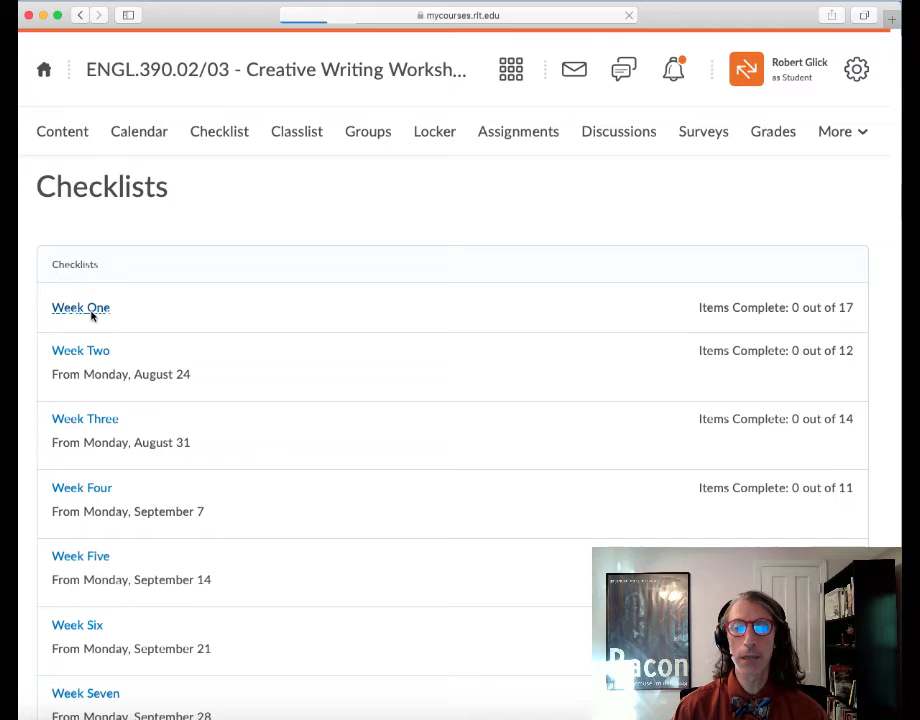 mycourses.rit.edu
ENGL.390.02/03 - Creative Writing Worksh...
Robert Glick
as Student
Content Calendar Checklist Classlist Groups Locker Assignments Discussions Surveys Grades More
Checklists
Checklists
Week One Items Complete: 0 out of 17
Week Two Items Complete: 0 out of 12
From Monday, August 24
Week Three Items Complete: 0 out of 14
From Monday, August 31
Week Four Items Complete: 0 out of 11
From Monday, September 7
Week Five
From Monday, September 14
Week Six
From Monday, September 21
Week Seven
From Monday, September 28
Bacon